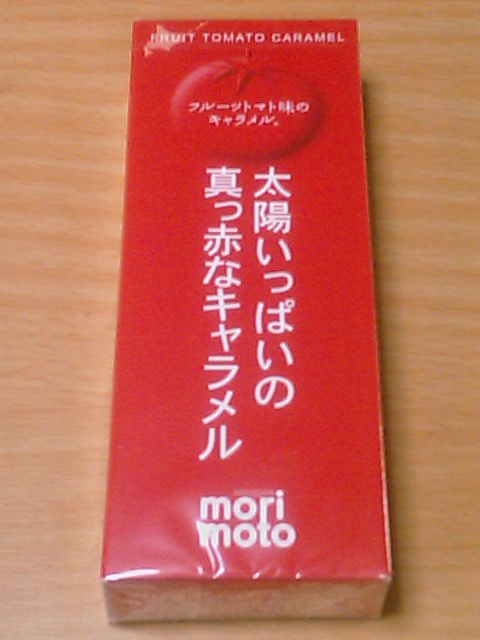 FRUIT TOMATO CARAMEL
フルーツトマト味の
キャラメル。
太陽いっぱいの
真っ赤なキャラメル
mori
moto